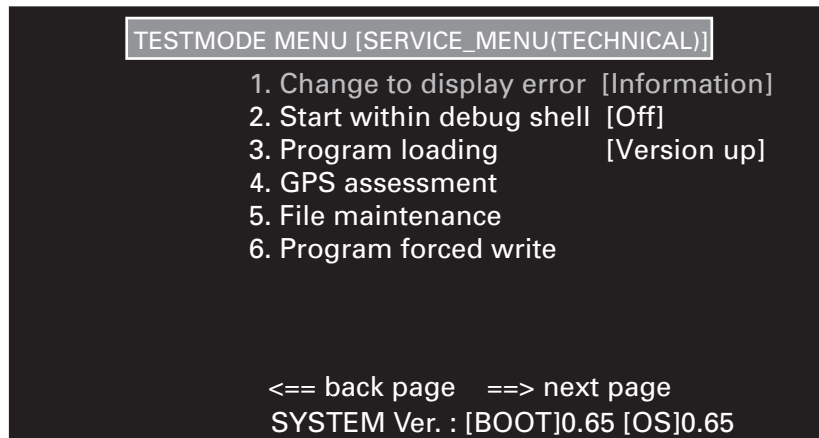 TESTMODE MENU [SERVICE_MENU(TECHNICAL)]
1. Change to display error [Information]
2. Start within debug shell [Off]
3. Program loading [Version up]
4. GPS assessment
5. File maintenance
6. Program forced write
<== back page ==> next page
SYSTEM Ver. : [BOOT]0.65 [OS]0.65